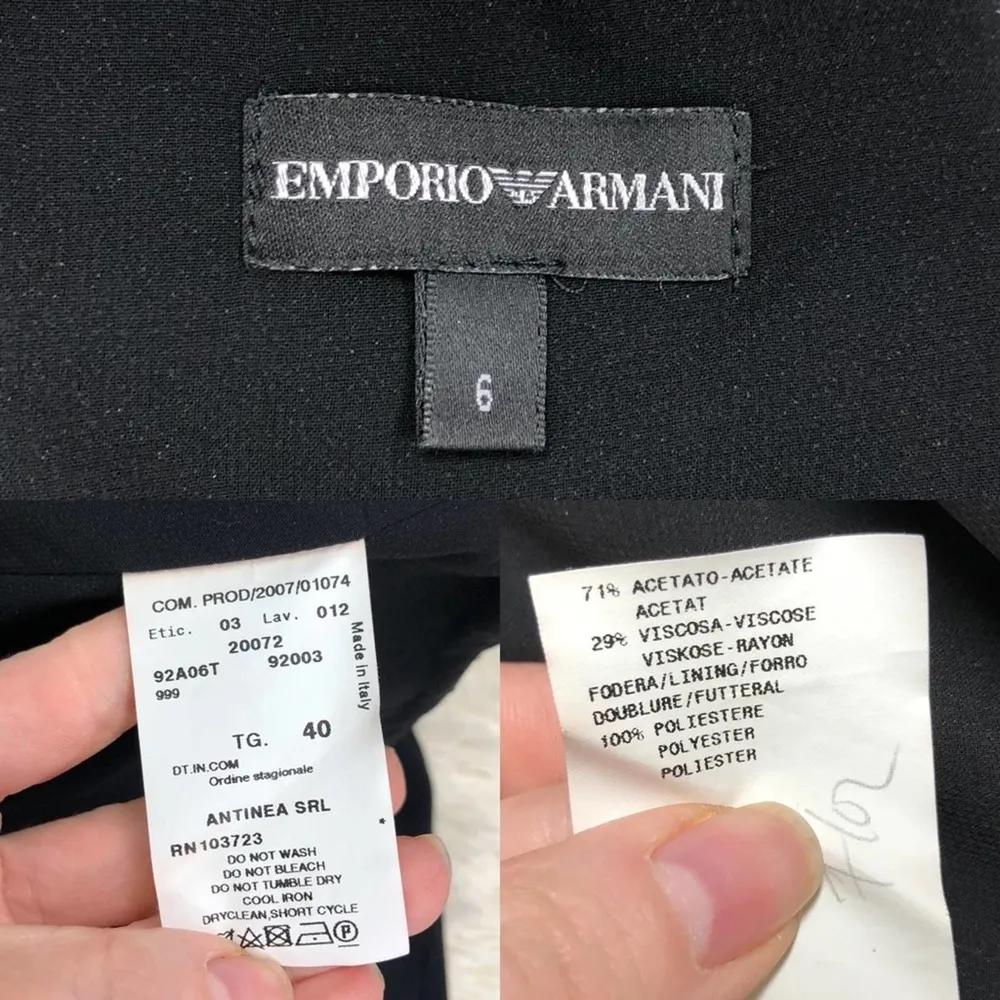 EMPORIO ARMANI
6
COM. PROD/2007/01074
Etic. 03 Lav. 012
20072
92A06T 92003
999
Made in Italy
TG. 40
DT.IN.COM
Ordine stagionale
ANTINEA SRL
*
RN103723
DO NOT WASH
DO NOT BLEACH
DO NOT TUMBLE DRY
COOL IRON
DRYCLEAN,SHORT CYCLE
P
71% ACETATO-ACETATE
ACETAT
29% VISCOSA-VISCOSE
VISKOSE-RAYON
FODERA/LINING/FORRO
DOUBLURE/FUTTERAL
100% POLIESTERE
POLYESTER
POLIESTER